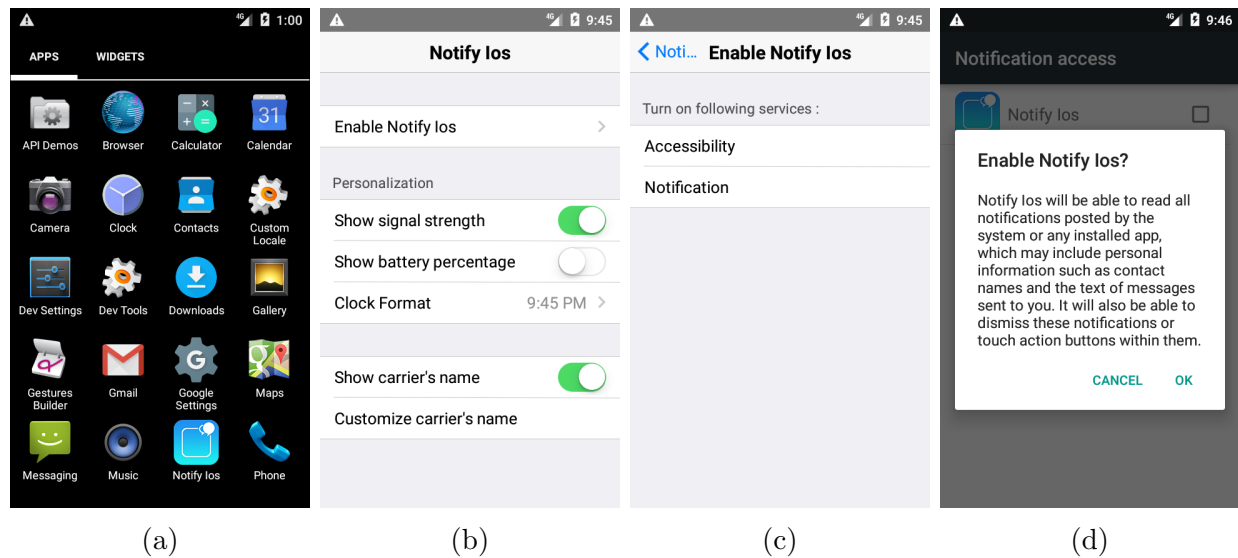 4G 1:00
APPS WIDGETS
31
API Demos Browser Calculator Calendar
Camera Clock Contacts Custom Locale
Dev Settings Dev Tools Downloads Gallery
Gestures Builder Gmail Google Settings Maps
Messaging Music Notify Ios Phone
(a)
4G 9:45
Notify Ios
Enable Notify Ios
Personalization
Show signal strength
Show battery percentage
Clock Format 9:45 PM
Show carrier's name
Customize carrier's name
(b)
4G 9:45
Noti... Enable Notify Ios
Turn on following services :
Accessibility
Notification
(c)
4G 9:46
Notification access
Notify Ios
Enable Notify Ios?
Notify Ios will be able to read all
notifications posted by the
system or any installed app,
which may include personal
information such as contact
names and the text of messages
sent to you. It will also be able to
dismiss these notifications or
touch action buttons within them.
CANCEL OK
(d)